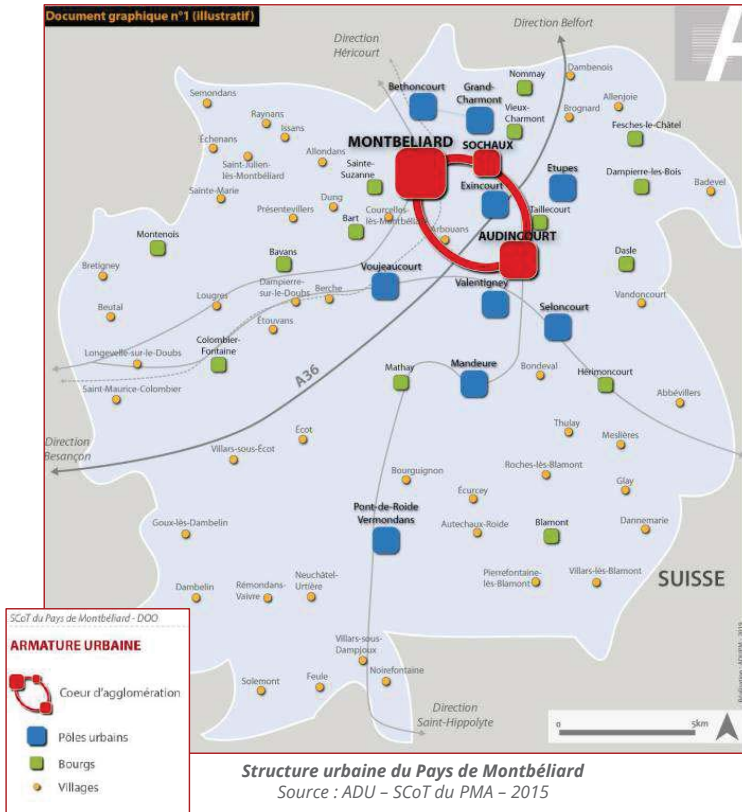 Document graphique n°1 (illustratif)
Direction Belfort
Direction
Héricourt
Nommay
Dambenois
Semondans
Bethoncourt
Grand-
Charmont
Vieux-
Charmont
Brognard
Allenjoie
Raynans
Issans
Fesches-le-Châtel
Échenans
Saint-Julien-
lès-Montbéliard
Allondans
MONTBELIARD
SOCHAUX
Sainte-
Suzanne
Etupes
Dampierre-les-Bois
Badevel
Sainte-Marie
Dung
Exincourt
Présentevillers
Courcelles-
lès-Montbéliard
Taillecourt
Bart
Arbouans
Montenois
AUDINCOURT
Bavans
Dasle
Bretigney
Voujeaucourt
Dampierre-
sur-le-Doubs
Berche
Valentigney
Vandoncourt
Beutal
Lougres
Étouvans
Seloncourt
Longevelle-sur-le-Doubs
Colombier-
Fontaine
A36
Mathay
Mandeure
Bondeval
Hérimoncourt
Saint-Maurice-Colombier
Abbévillers
Direction
Besançon
Écot
Thulay
Villars-sous-Écot
Meslières
Bourguignon
Roches-lès-Blamont
Glay
Écurcey
Pont-de-Roide
Vermondans
Goux-lès-Dambelin
Autechaux-Roide
Blamont
Dannemarie
Neuchâtel-
Urtière
Pierrefontaine-
lès-Blamont
Villars-lès-Blamont
SUISSE
Dambelin
Rémondans-
Vaivre
Villars-sous-
Dampjoux
Noirefontaine
Solemont
Feule
Direction
Saint-Hippolyte
0 5km
SCoT du Pays de Montbéliard - DOO
ARMATURE URBAINE
Coeur d'agglomération
Pôles urbains
Bourgs
Villages
Structure urbaine du Pays de Montbéliard
Source : ADU – SCoT du PMA – 2015